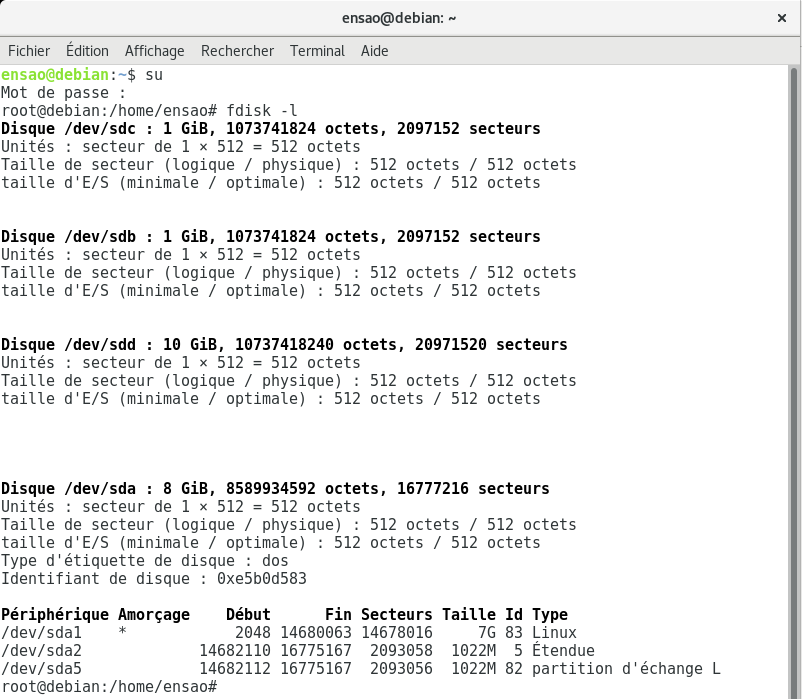 ensao@debian: ~
×
Fichier Édition Affichage Rechercher Terminal Aide
ensao@debian:~$ su
Mot de passe :
root@debian:/home/ensao# fdisk -l
Disque /dev/sdc : 1 GiB, 1073741824 octets, 2097152 secteurs
Unités : secteur de 1 × 512 = 512 octets
Taille de secteur (logique / physique) : 512 octets / 512 octets
taille d'E/S (minimale / optimale) : 512 octets / 512 octets
Disque /dev/sdb : 1 GiB, 1073741824 octets, 2097152 secteurs
Unités : secteur de 1 × 512 = 512 octets
Taille de secteur (logique / physique) : 512 octets / 512 octets
taille d'E/S (minimale / optimale) : 512 octets / 512 octets
Disque /dev/sdd : 10 GiB, 10737418240 octets, 20971520 secteurs
Unités : secteur de 1 × 512 = 512 octets
Taille de secteur (logique / physique) : 512 octets / 512 octets
taille d'E/S (minimale / optimale) : 512 octets / 512 octets
Disque /dev/sda : 8 GiB, 8589934592 octets, 16777216 secteurs
Unités : secteur de 1 × 512 = 512 octets
Taille de secteur (logique / physique) : 512 octets / 512 octets
taille d'E/S (minimale / optimale) : 512 octets / 512 octets
Type d'étiquette de disque : dos
Identifiant de disque : 0xe5b0d583
Périphérique Amorçage    Début      Fin Secteurs Taille Id Type
/dev/sda1    *            2048 14680063 14678016     7G 83 Linux
/dev/sda2             14682110 16775167  2093058  1022M  5 Étendue
/dev/sda5             14682112 16775167  2093056  1022M 82 partition d'échange L
root@debian:/home/ensao#